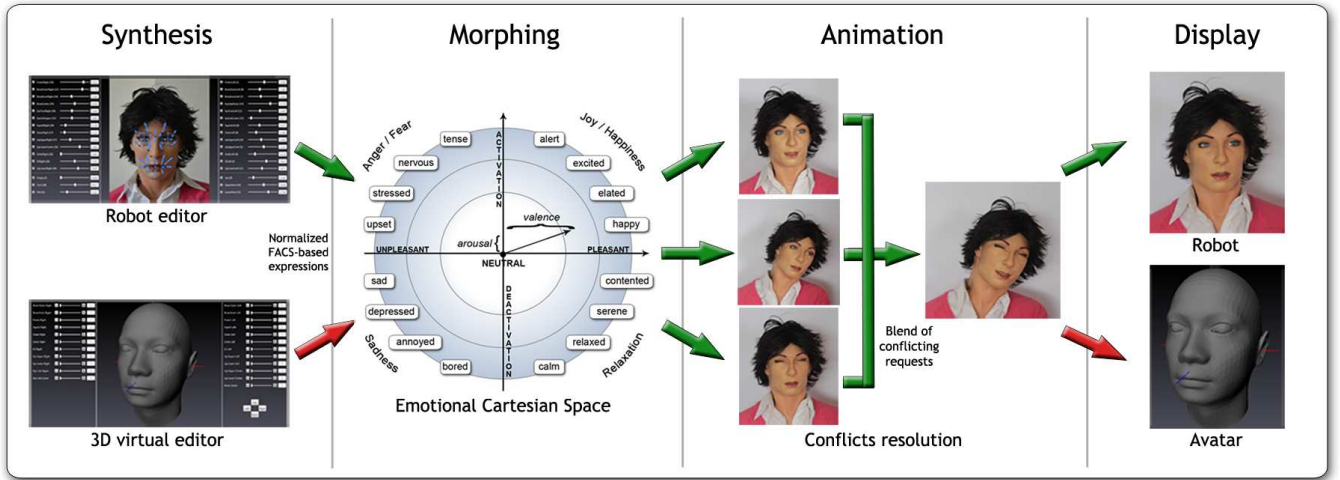 Synthesis
Morphing
Animation
Display
Robot editor
3D virtual editor
Normalized
FACS-based
expressions
Anger / Fear
Joy / Happiness
Sadness
Relaxation
ACTIVATION
DEACTIVATION
tense
alert
nervous
excited
stressed
elated
upset
happy
valence
arousal
UNPLEASANT
PLEASANT
NEUTRAL
sad
contented
depressed
serene
annoyed
relaxed
bored
calm
Emotional Cartesian Space
Blend of
conflicting
requests
Conflicts resolution
Robot
Avatar